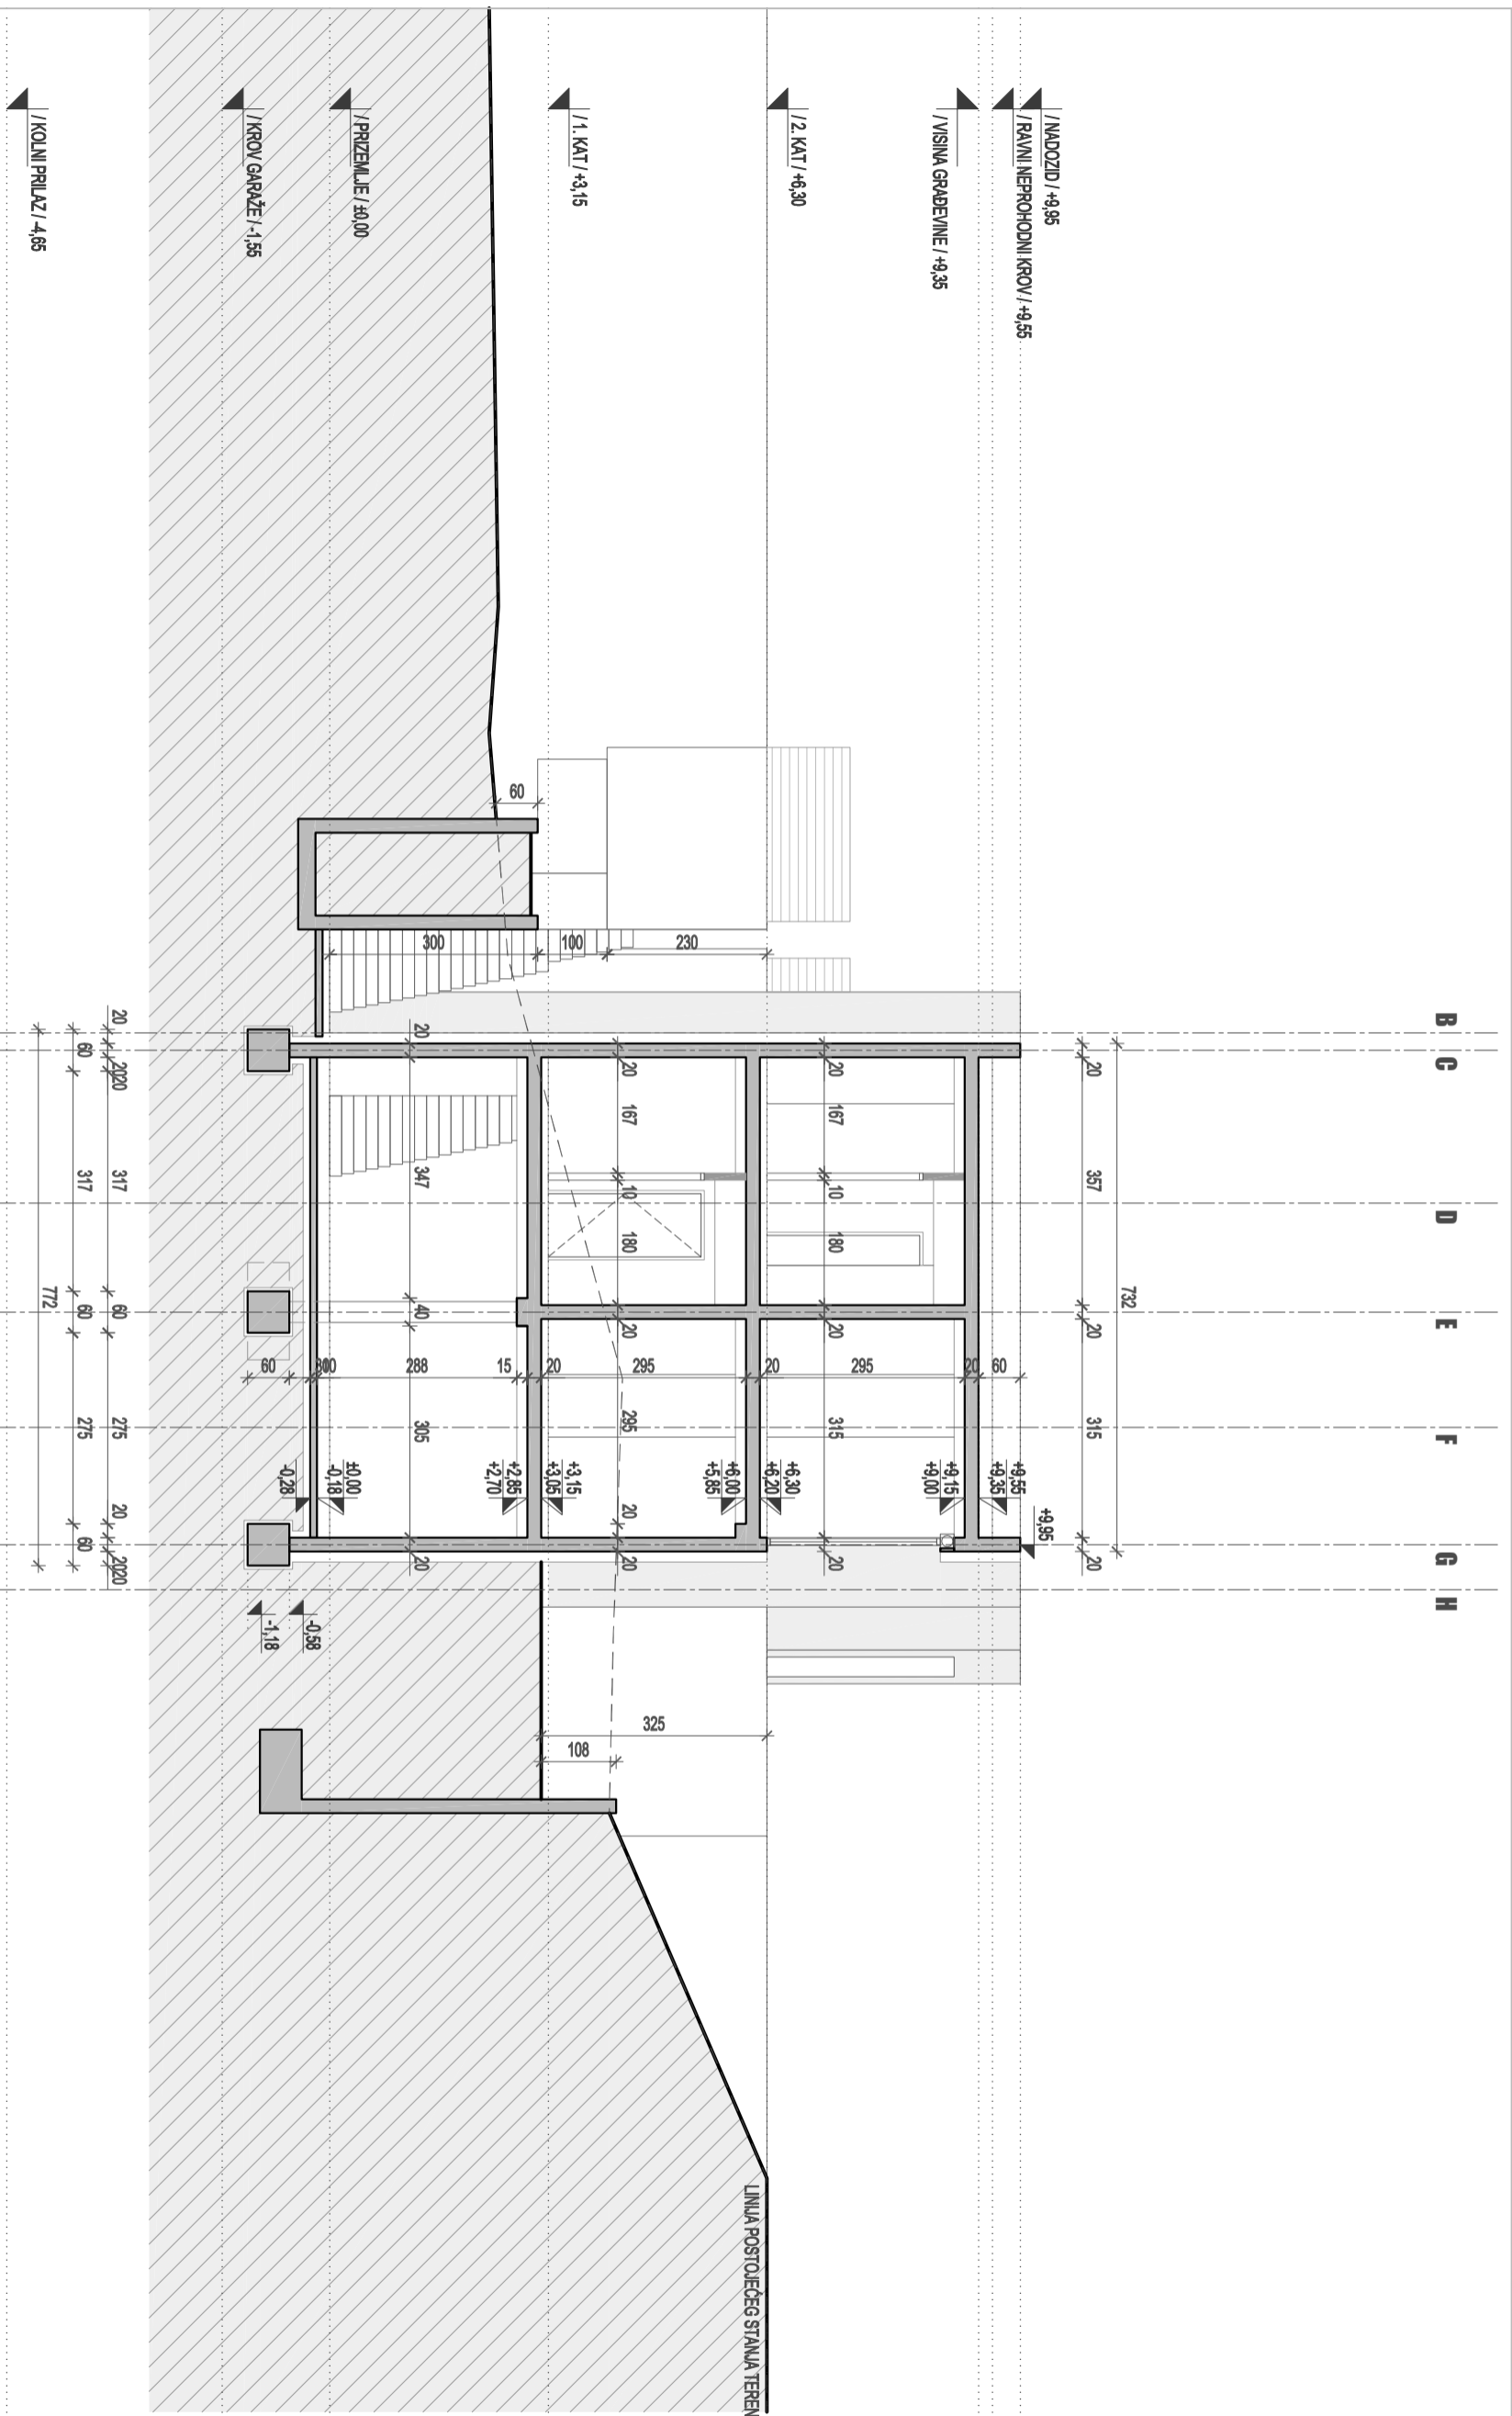 / NADOZID / +9,95
/ RAVNI NEPROHODNI KROV / +9,55
/ VISINA GRAĐEVINE / +9,35
/ 2. KAT / +6,30
/ 1. KAT / +3,15
/ PRIZEMLJE / ±0,00
/ KROV GARAŽE / -1,55
/ KOLNI PRILAZ / -4,65
B C D E F G H
732
20 357 20 315 20
+9,95
+9,55
+9,35
+9,15
+9,00
20 167 10 180 20 315 20
+6,30
+6,20
+6,00
+5,85
20 167 10 180 20 295 20 20
+3,15
+3,05
+2,85
+2,70
20 347 40 305 20
±0,00
-0,18
-0,28
-0,58
-1,18
60
300 100 230
60 288 15 20 295 20 295 20 60
325
108
20 2020 317 60 275 20 2020
60 317 60 275 60
772
LINIJA POSTOJEĆEG STANJA TEREN